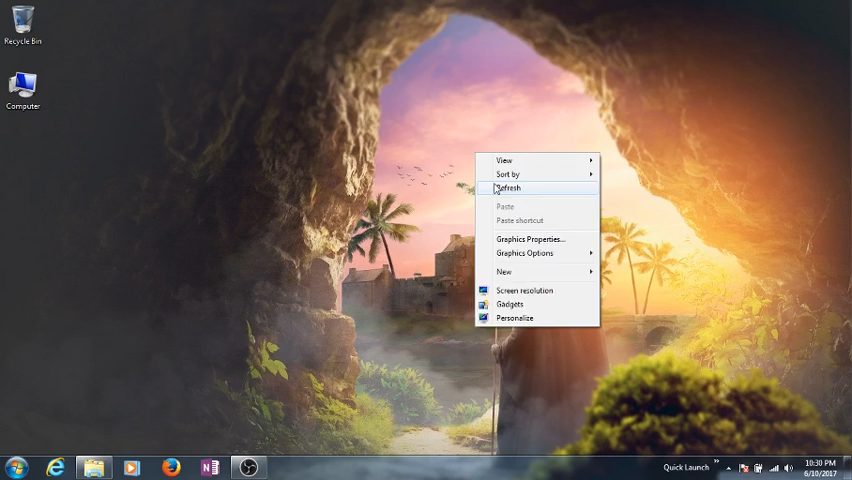 Recycle Bin
Computer
View
Sort by
Refresh
Paste
Paste shortcut
Graphics Properties...
Graphics Options
New
Screen resolution
Gadgets
Personalize
Quick Launch
10:30 PM
6/10/2017